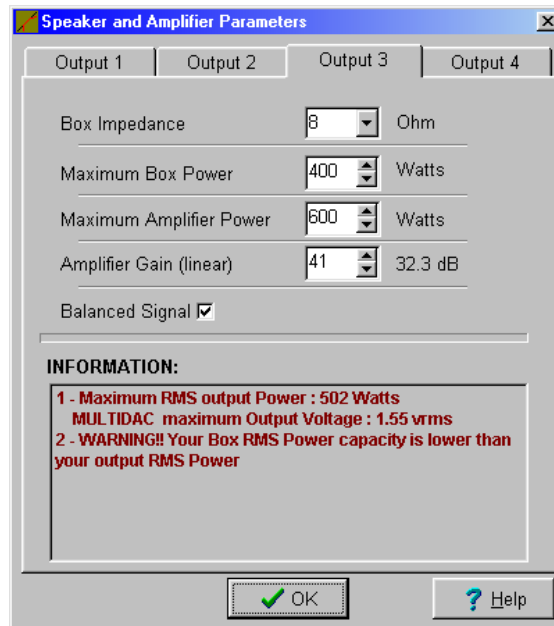 Speaker and Amplifier Parameters
Output 1 Output 2 Output 3 Output 4
Box Impedance 8 Ohm
Maximum Box Power 400 Watts
Maximum Amplifier Power 600 Watts
Amplifier Gain (linear) 41 32.3 dB
Balanced Signal
INFORMATION:
1 - Maximum RMS output Power : 502 Watts
MULTIDAC maximum Output Voltage : 1.55 vrms
2 - WARNING!! Your Box RMS Power capacity is lower than
your output RMS Power
OK ? Help